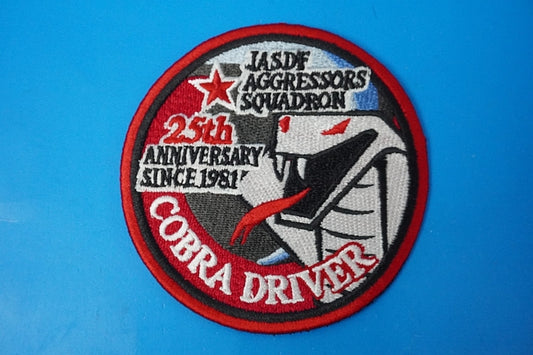 JASDF
AGGRESSORS
SQUADRON
25th
ANNIVERSARY
SINCE 1981
COBRA DRIVER